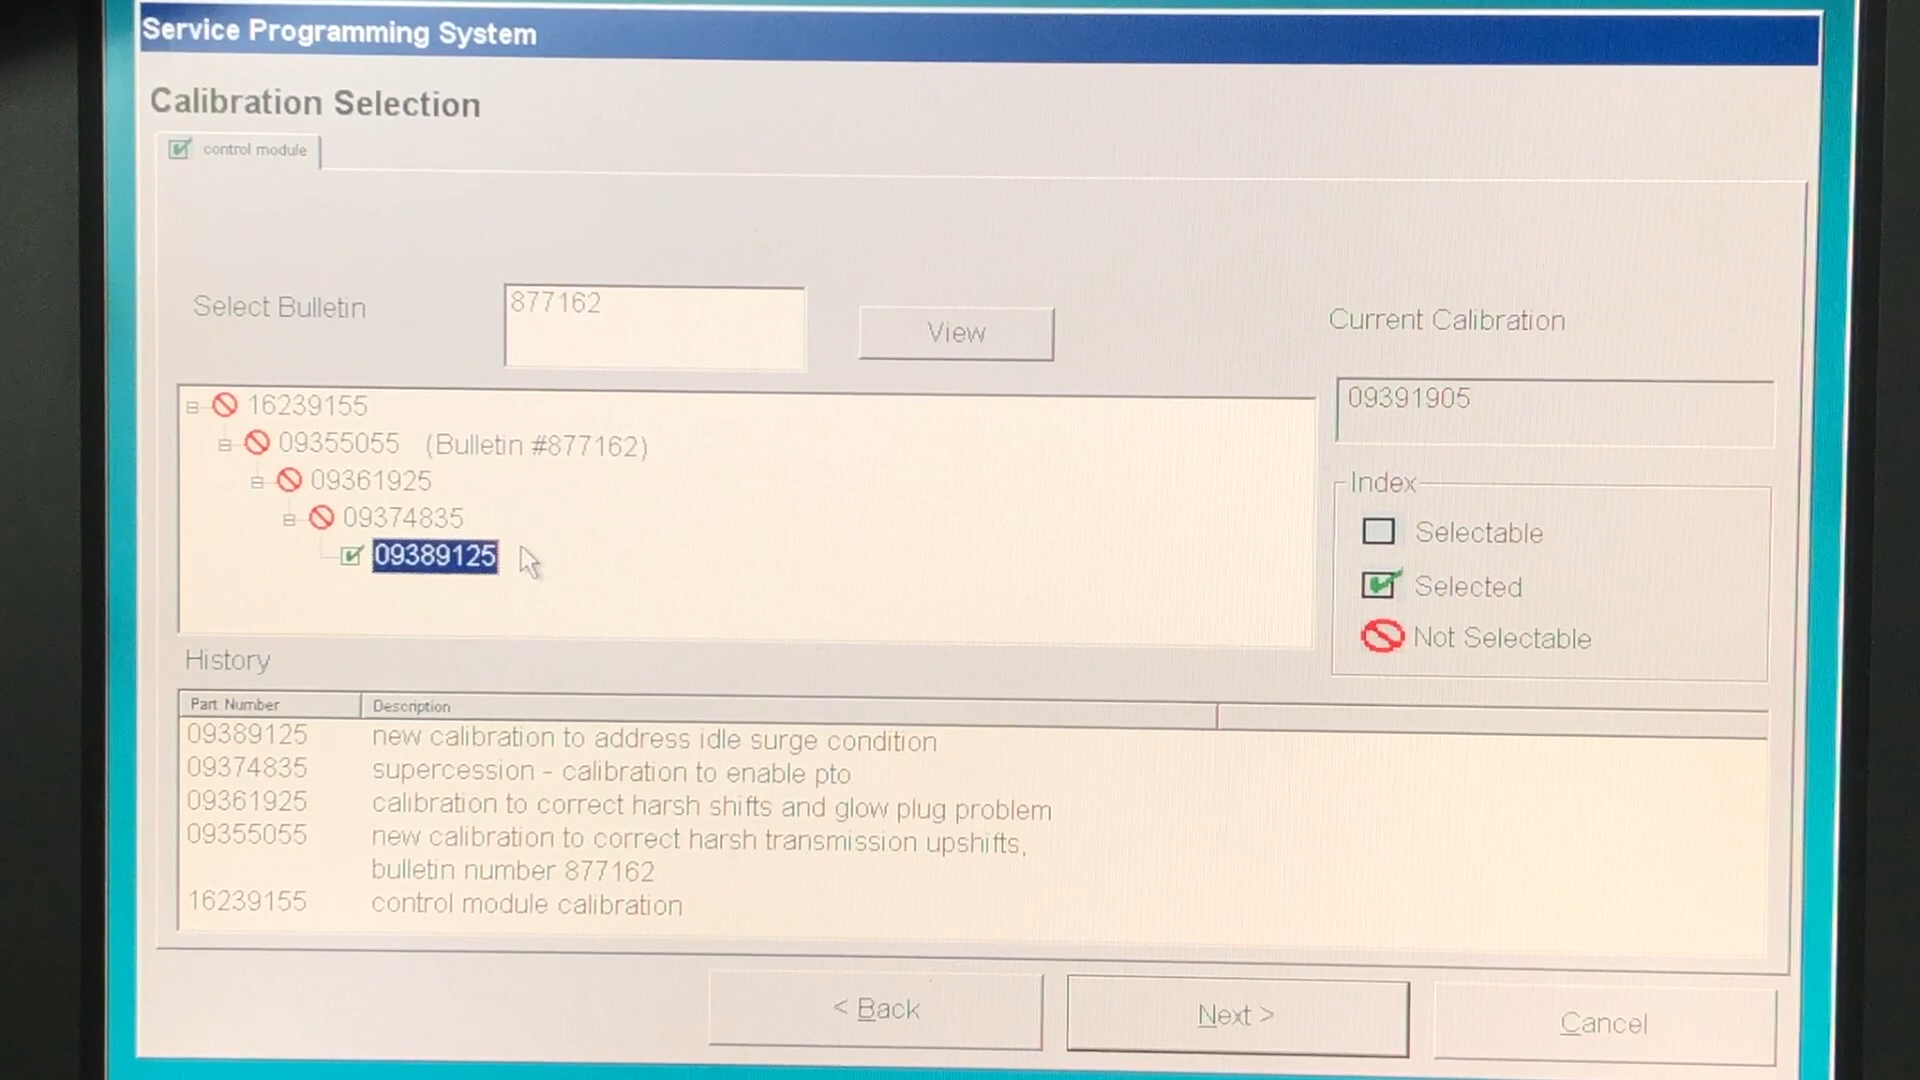 Service Programming System
Calibration Selection
control module
Select Bulletin
877162
View
Current Calibration
09391905
16239155
09355055 (Bulletin #877162)
09361925
09374835
09389125
Index
Selectable
Selected
Not Selectable
History
Part Number Description
09389125 new calibration to address idle surge condition
09374835 supercession - calibration to enable pto
09361925 calibration to correct harsh shifts and glow plug problem
09355055 new calibration to correct harsh transmission upshifts,
bulletin number 877162
16239155 control module calibration
< Back
Next >
Cancel